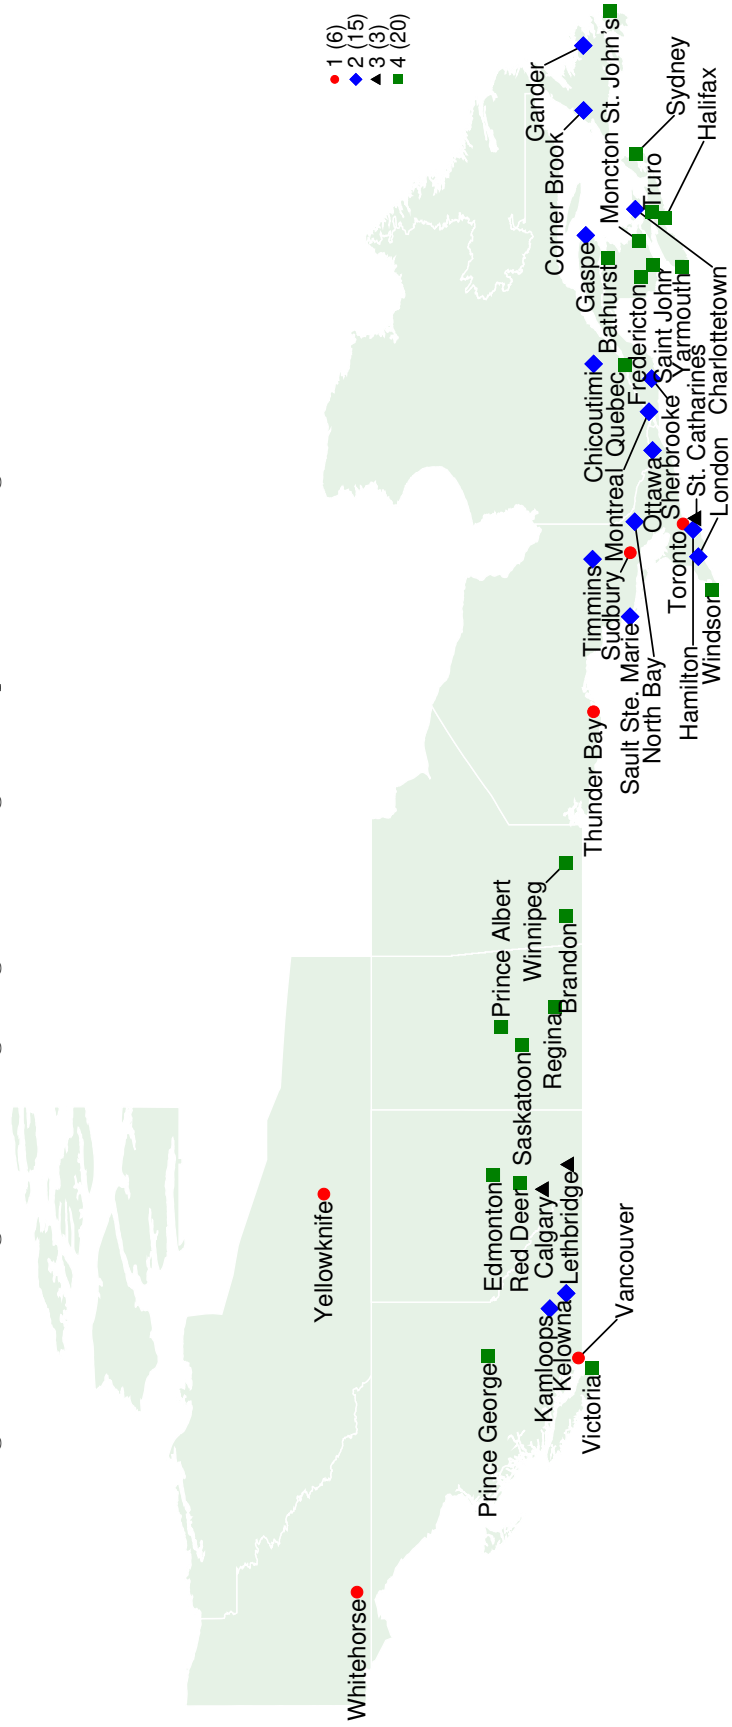 1 (6)
2 (15)
3 (3)
4 (20)
Whitehorse
Yellowknife
Prince George
Edmonton
Red Deer
Calgary
Lethbridge
Kamloops
Kelowna
Victoria
Vancouver
Prince Albert
Saskatoon
Regina
Winnipeg
Brandon
Thunder Bay
Timmins
Sudbury
Sault Ste. Marie
North Bay
Toronto
Hamilton
Windsor
London
St. Catharines
Ottawa
Montreal
Sherbrooke
Quebec
Chicoutimi
Gaspe
Bathurst
Fredericton
Saint John
Yarmouth
Charlottetown
Moncton
Truro
Halifax
Sydney
Corner Brook
Gander
St. John's